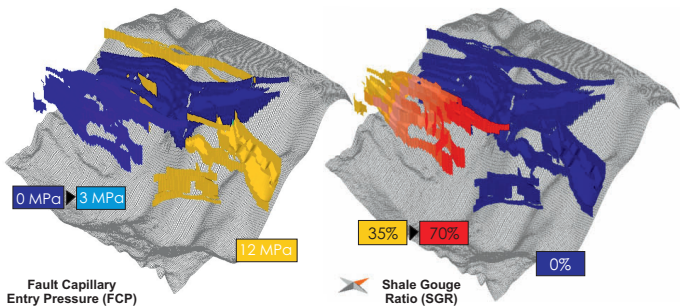 0 MPa
3 MPa
12 MPa
Fault Capillary
Entry Pressure (FCP)
35%
70%
0%
Shale Gouge
Ratio (SGR)